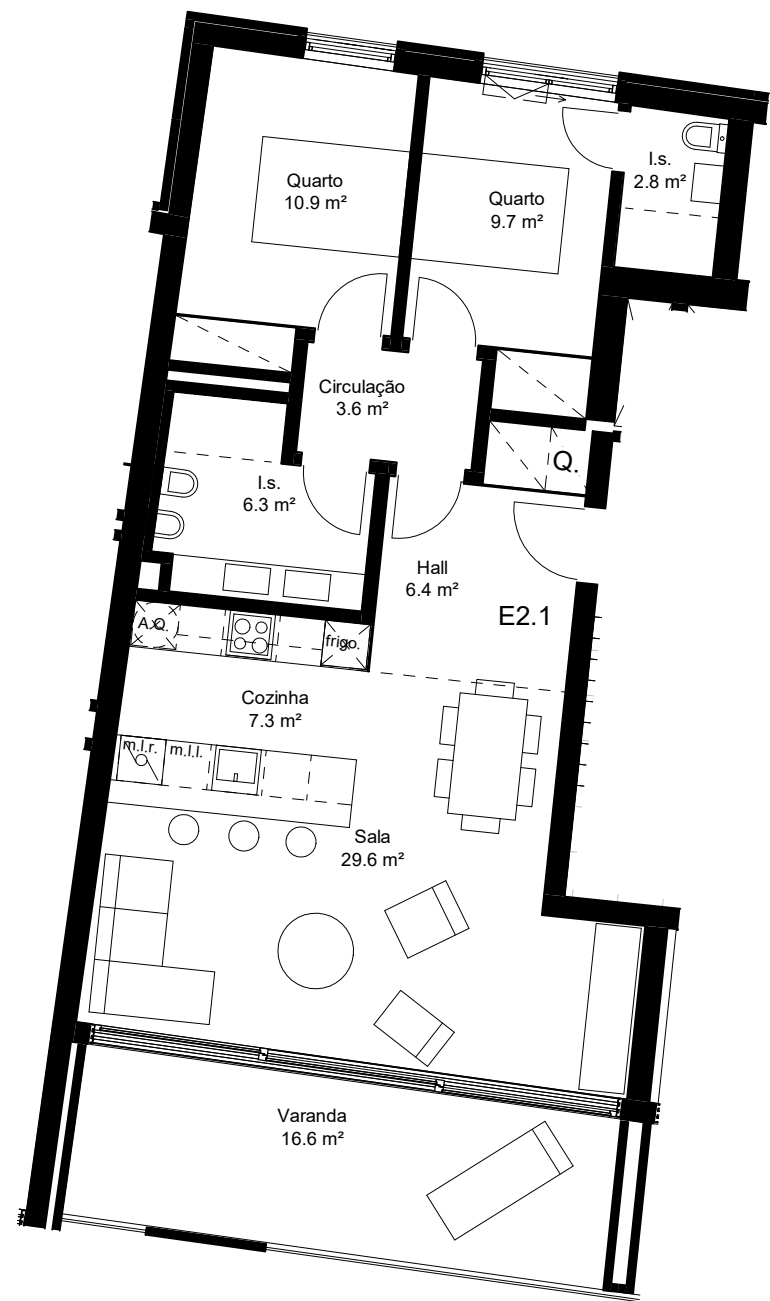 I.s.
2.8 m²
Quarto
10.9 m²
Quarto
9.7 m²
Circulação
3.6 m²
Q.
I.s.
6.3 m²
Hall
6.4 m²
E2.1
A.Q.
frigo.
Cozinha
7.3 m²
m.l.r.
m.l.l.
Sala
29.6 m²
Varanda
16.6 m²